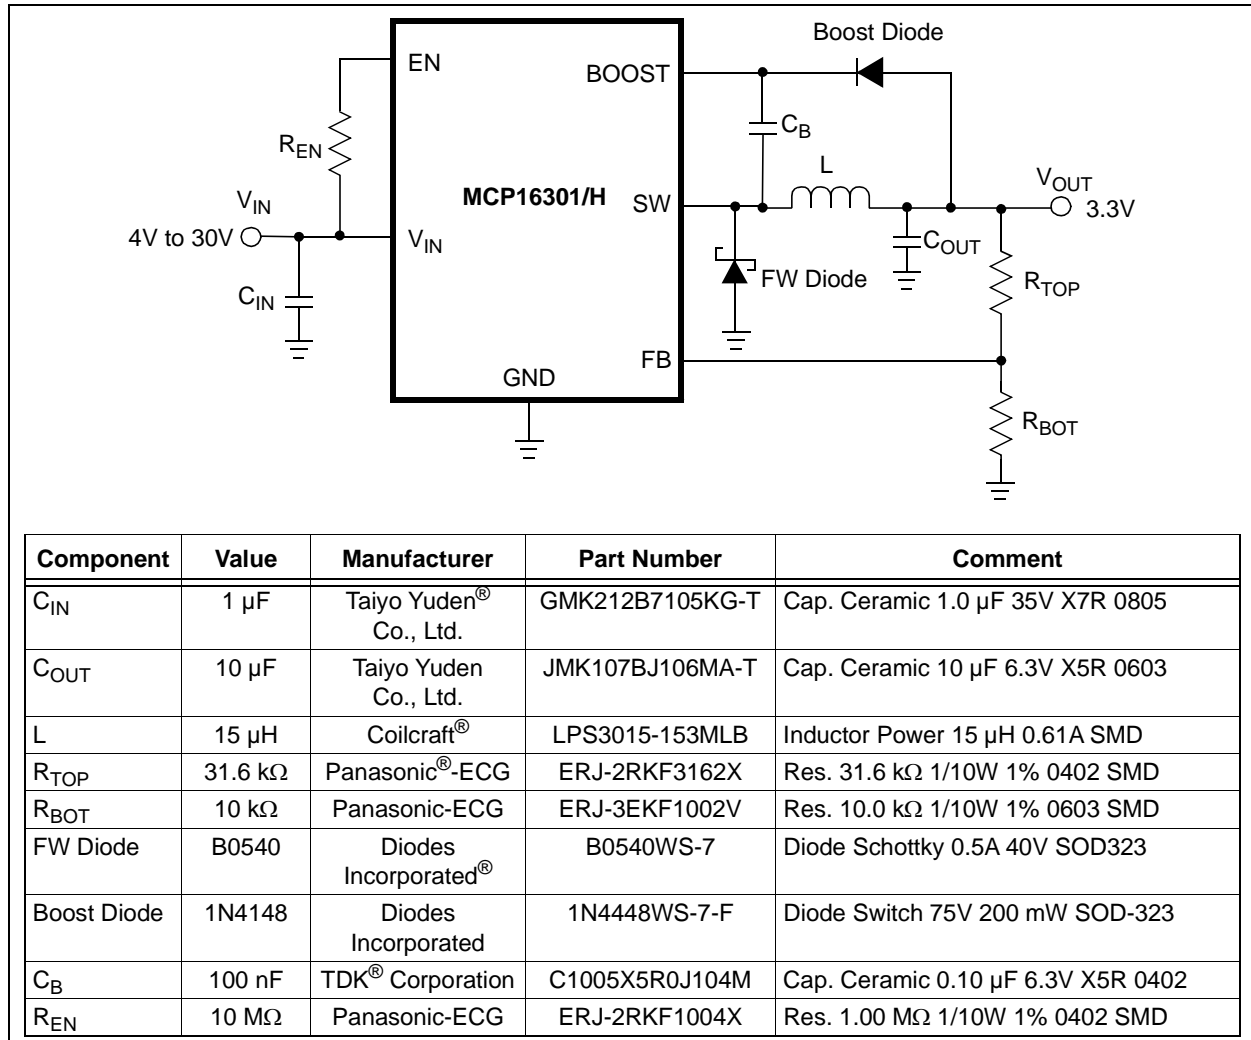 Boost Diode
EN
BOOST
C_B
R_EN
L
V_OUT
V_IN
MCP16301/H
SW
3.3V
4V to 30V
V_IN
C_OUT
FW Diode
R_TOP
C_IN
FB
GND
R_BOT
Component Value Manufacturer Part Number Comment
C_IN 1 µF Taiyo Yuden® GMK212B7105KG-T Cap. Ceramic 1.0 µF 35V X7R 0805
Co., Ltd.
C_OUT 10 µF Taiyo Yuden JMK107BJ106MA-T Cap. Ceramic 10 µF 6.3V X5R 0603
Co., Ltd.
L 15 µH Coilcraft® LPS3015-153MLB Inductor Power 15 µH 0.61A SMD
R_TOP 31.6 kΩ Panasonic®-ECG ERJ-2RKF3162X Res. 31.6 kΩ 1/10W 1% 0402 SMD
R_BOT 10 kΩ Panasonic-ECG ERJ-3EKF1002V Res. 10.0 kΩ 1/10W 1% 0603 SMD
FW Diode B0540 Diodes B0540WS-7 Diode Schottky 0.5A 40V SOD323
Incorporated®
Boost Diode 1N4148 Diodes 1N4448WS-7-F Diode Switch 75V 200 mW SOD-323
Incorporated
C_B 100 nF TDK® Corporation C1005X5R0J104M Cap. Ceramic 0.10 µF 6.3V X5R 0402
R_EN 10 MΩ Panasonic-ECG ERJ-2RKF1004X Res. 1.00 MΩ 1/10W 1% 0402 SMD